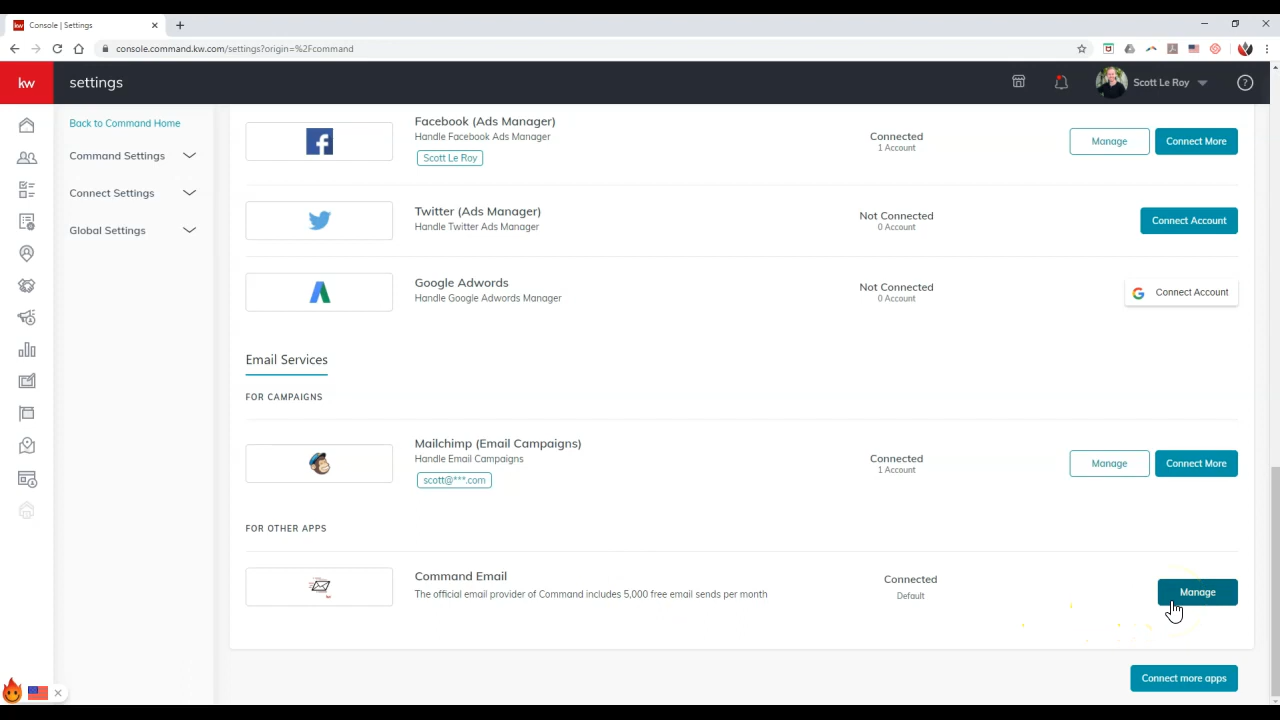 kw
Console | Settings
console.command.kw.com/settings?origin=%2Fcommand
kw
settings
Scott Le Roy
Back to Command Home
Command Settings
Connect Settings
Global Settings
Facebook (Ads Manager)
Handle Facebook Ads Manager
Scott Le Roy
Connected
1 Account
Manage
Connect More
Twitter (Ads Manager)
Handle Twitter Ads Manager
Not Connected
0 Account
Connect Account
Google Adwords
Handle Google Adwords Manager
Not Connected
0 Account
Connect Account
Email Services
FOR CAMPAIGNS
Mailchimp (Email Campaigns)
Handle Email Campaigns
scott@***.com
Connected
1 Account
Manage
Connect More
FOR OTHER APPS
Command Email
The official email provider of Command includes 5,000 free email sends per month
Connected
Default
Manage
Connect more apps